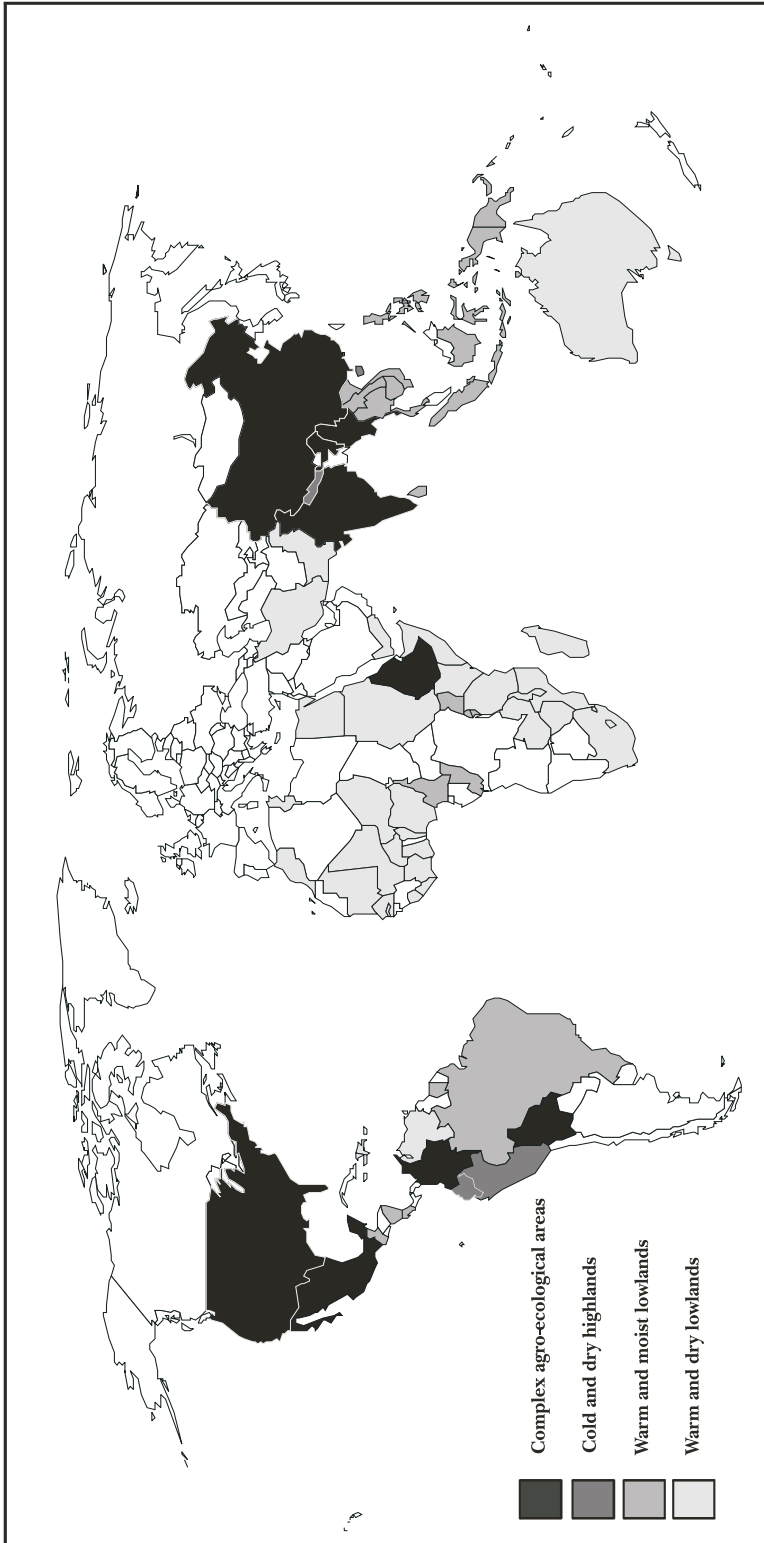 Complex agro-ecological areas
Cold and dry highlands
Warm and moist lowlands
Warm and dry lowlands